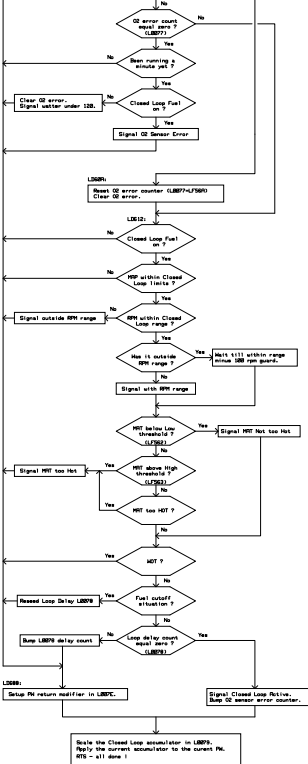 No
O2 error count
equal zero ?
(L0077)
No
Yes
No
Been running a
minute yet ?
Yes
Clear O2 error.
Signal watter under 120.
No
Closed Loop Fuel
on ?
Yes
Signal O2 Sensor Error
LD60A:
Reset O2 error counter (L0077=LF56A)
Clear O2 error.
LD612:
No
Closed Loop Fuel
on ?
Yes
No
MAP within Closed
Loop limits ?
Yes
Signal outside RPM range
No
RPM within Closed
Loop range ?
Yes
Was it outside
RPM range ?
Yes
Wait till within range
minus 100 rpm guard.
No
Signal with RPM range
MAT below Low
threshold ?
(LF562)
Yes
Signal MAT Not too Hot
No
Signal MAT too Hot
Yes
MAT above High
threshold ?
(LF563)
No
Yes
MAT too HOT ?
No
Yes
WOT ?
No
Reseed Loop Delay L0078
Yes
Fuel cutoff
situation ?
No
Bump L0078 delay count
No
Loop delay count
equal zero ?
(L0078)
Yes
LD688:
Setup PW return modifier in L007E.
Signal Closed Loop Active.
Bump O2 sensor error counter.
Scale the Closed Loop accumulator in L0079.
Apply the current accumulator to the curent PW.
RTS - all done !